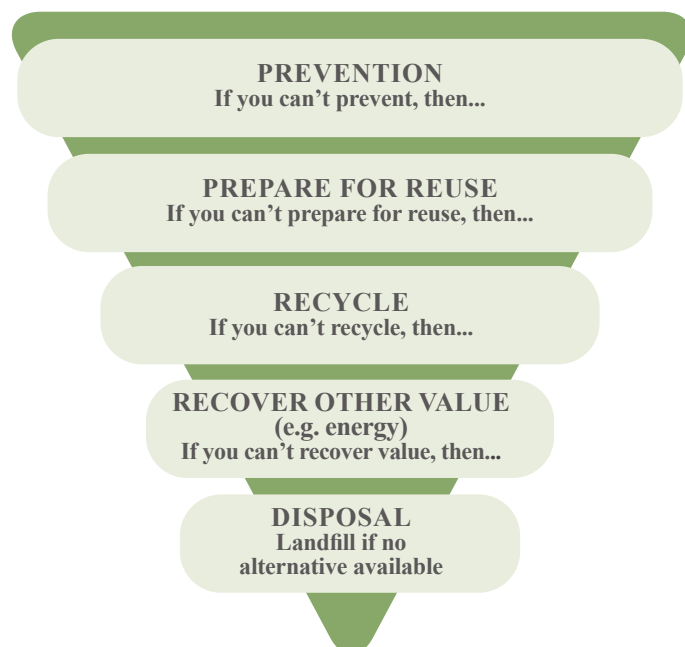 PREVENTION
If you can’t prevent, then...
PREPARE FOR REUSE
If you can’t prepare for reuse, then...
RECYCLE
If you can’t recycle, then...
RECOVER OTHER VALUE
(e.g. energy)
If you can’t recover value, then...
DISPOSAL
Landfill if no
alternative available